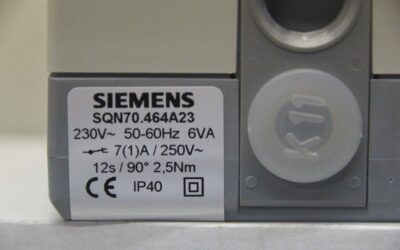 SIEMENS
SQN70.464A23
230V~ 50-60Hz 6VA
7(1)A / 250V~
12s / 90° 2,5Nm
CE IP40
K11